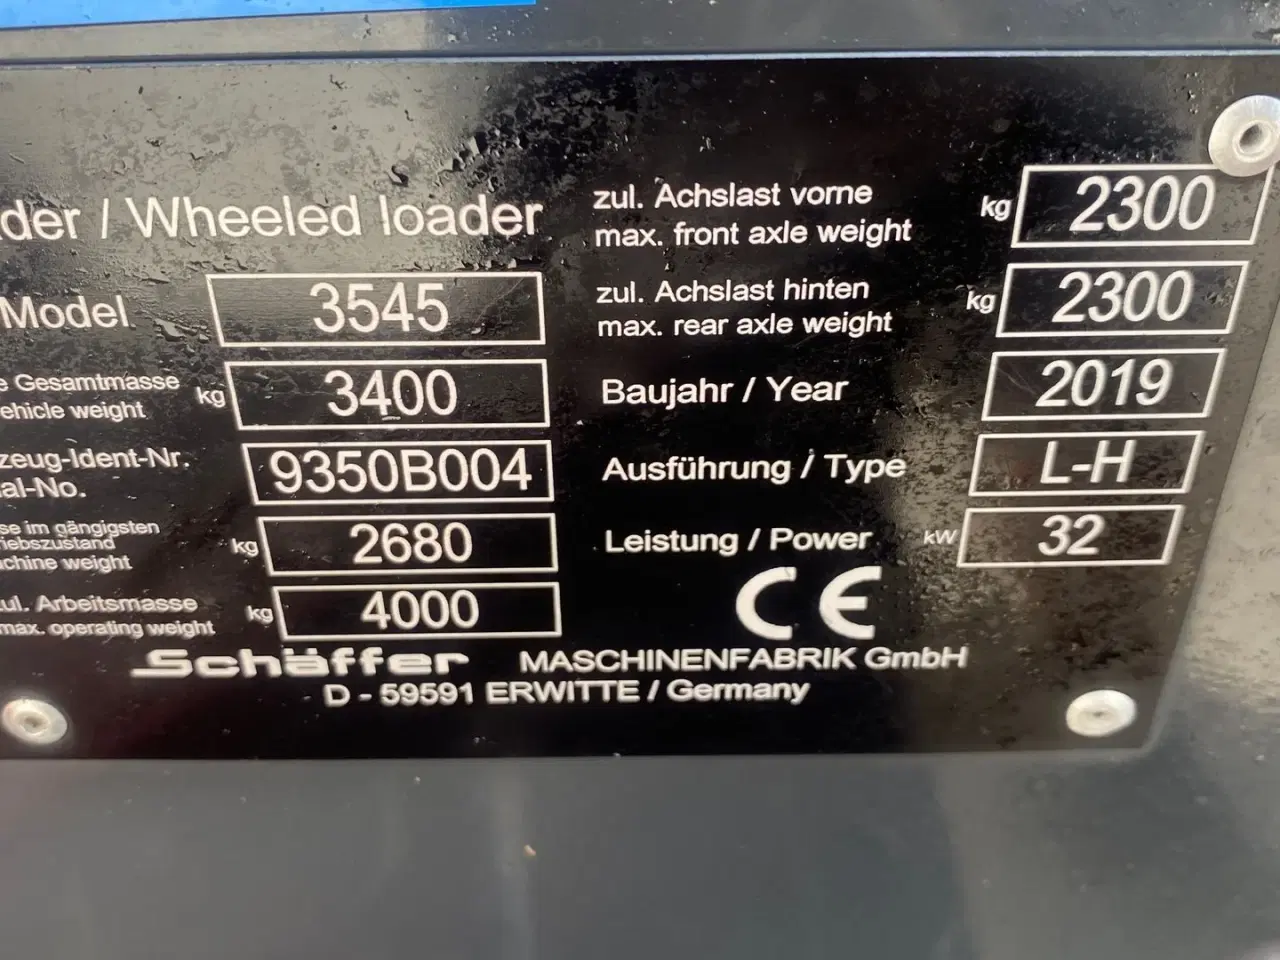 der / Wheeled loader
Model 3545
e Gesamtmasse
ehicle weight kg 3400
zeug-Ident-Nr.
al-No. 9350B004
se im gängigsten
riebszustand
chine weight kg 2680
ul. Arbeitsmasse
max. operating weight kg 4000
zul. Achslast vorne
max. front axle weight kg 2300
zul. Achslast hinten
max. rear axle weight kg 2300
Baujahr / Year 2019
Ausführung / Type L-H
Leistung / Power kW 32
CE
Schäffer MASCHINENFABRIK GmbH
D - 59591 ERWITTE / Germany